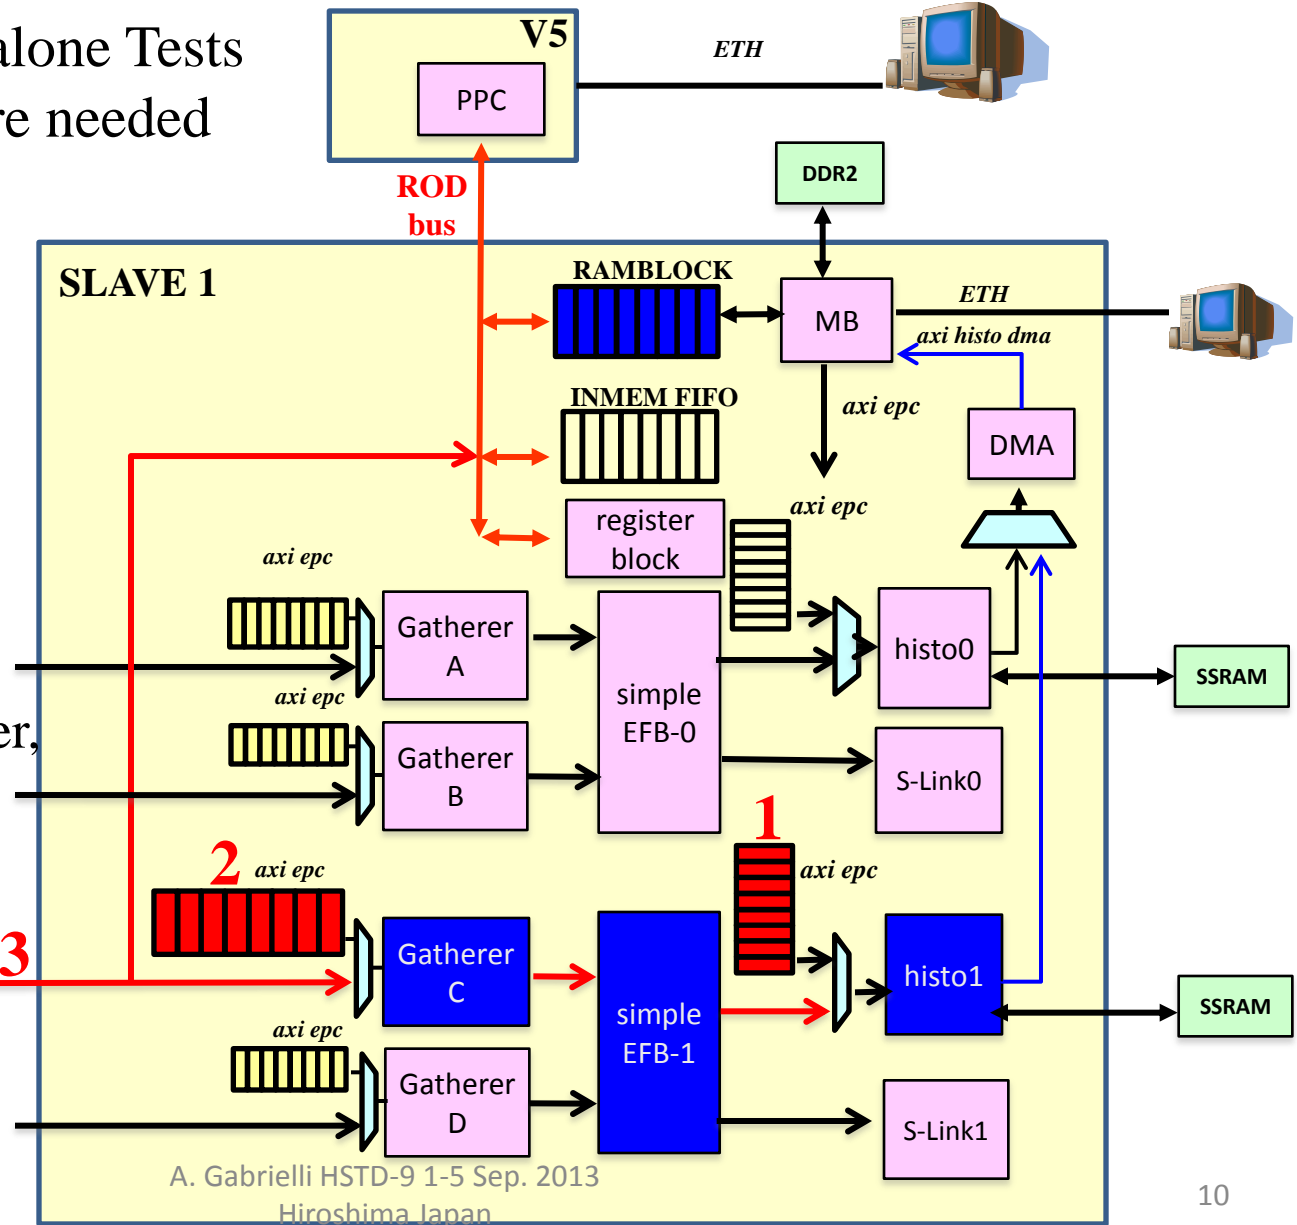 alone Tests
re needed
V5
PPC
ETH
ROD
bus
DDR2
SLAVE 1
RAMBLOCK
MB
ETH
axi histo dma
INMEM FIFO
axi epc
DMA
register
block
axi epc
axi epc
Gatherer
A
simple
EFB-0
histo0
SSRAM
axi epc
er,
Gatherer
B
S-Link0
1
2
axi epc
axi epc
3
Gatherer
C
simple
EFB-1
histo1
SSRAM
axi epc
Gatherer
D
S-Link1
A. Gabrielli HSTD-9 1-5 Sep. 2013
Hiroshima Japan
10